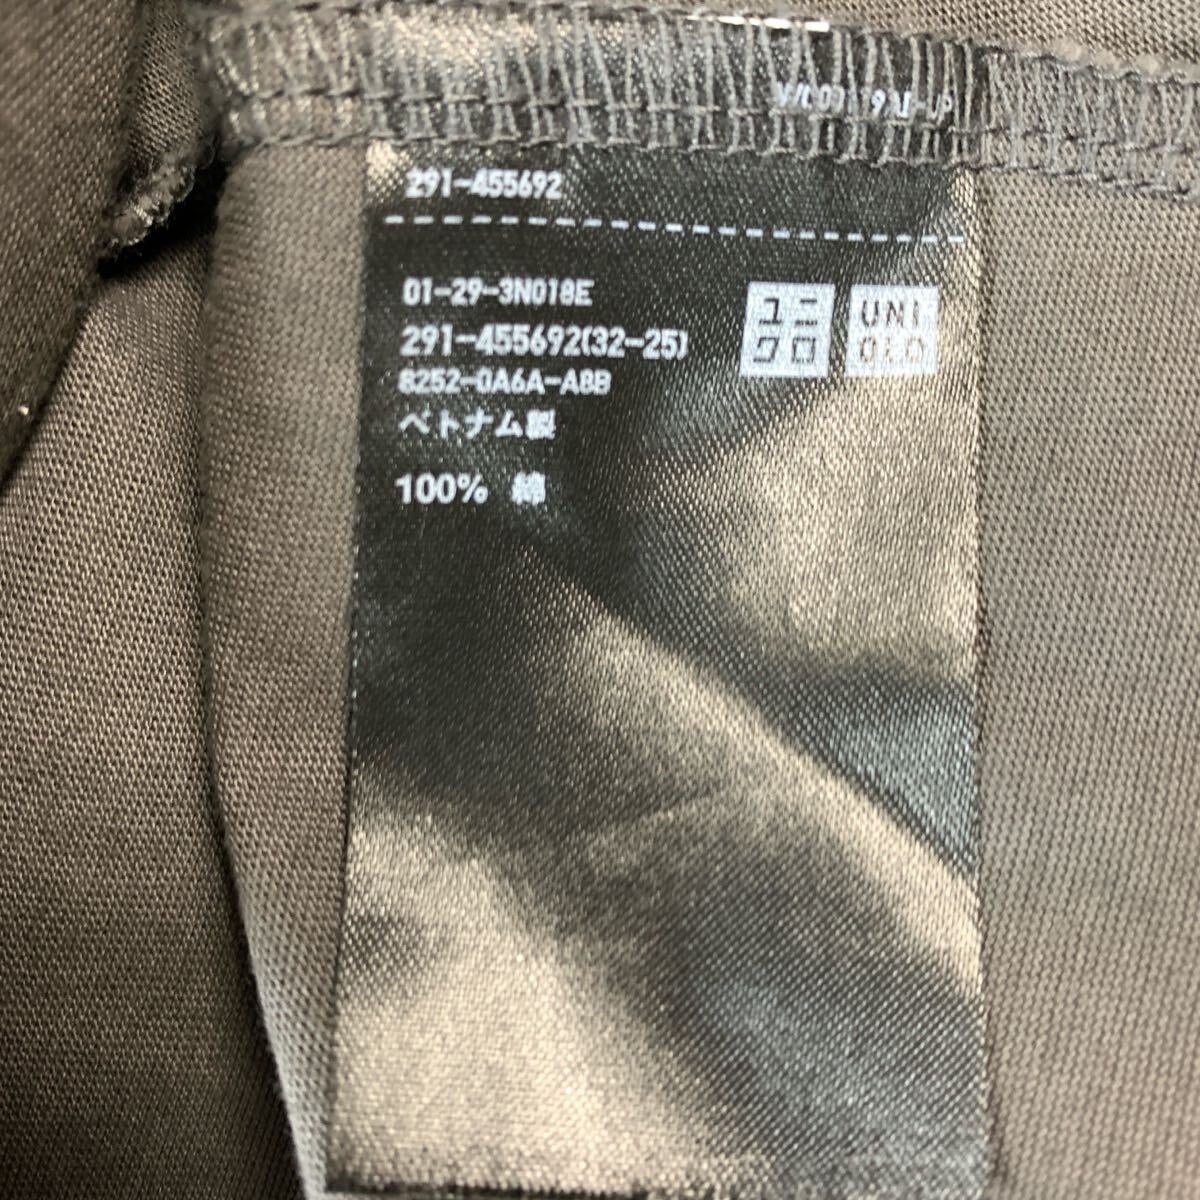 291-455692
01-29-3N018E
291-455692(32-25)
8252-0A6A-A8B
ベトナム製
100% 綿
ユニ
クロ
UNI
QLO